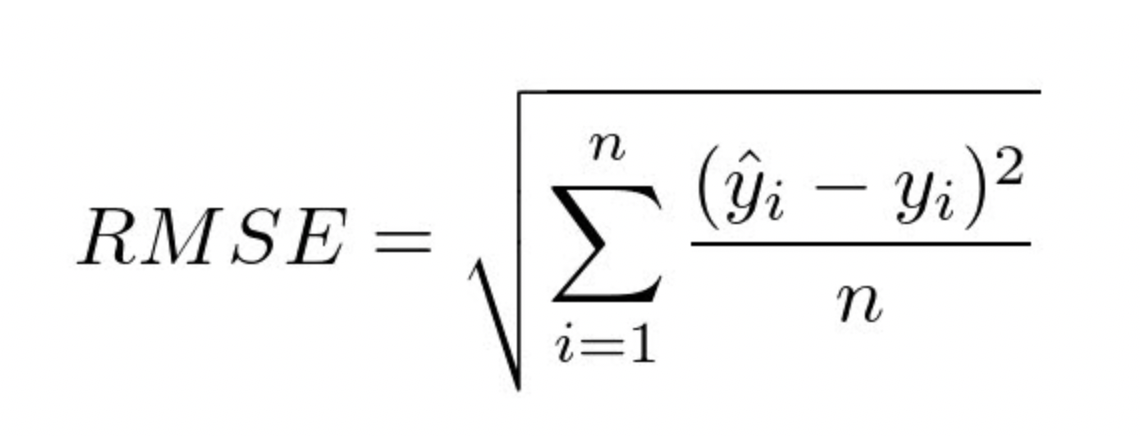 RMSE = √(∑_{i=1}^{n} (ŷ_i − y_i)² / n)